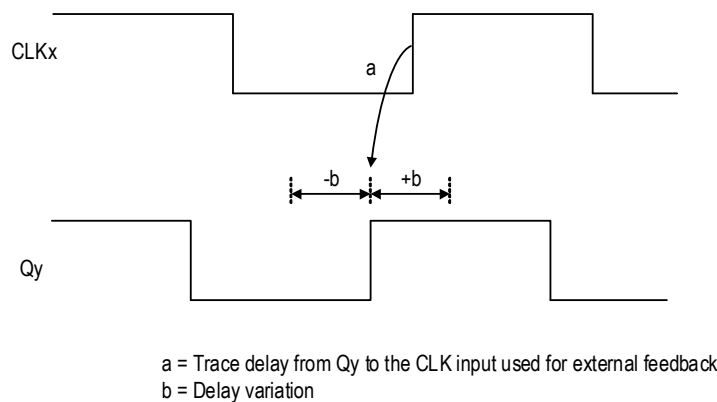 CLKx
a
-b +b
Qy
a = Trace delay from Qy to the CLK input used for external feedback
b = Delay variation